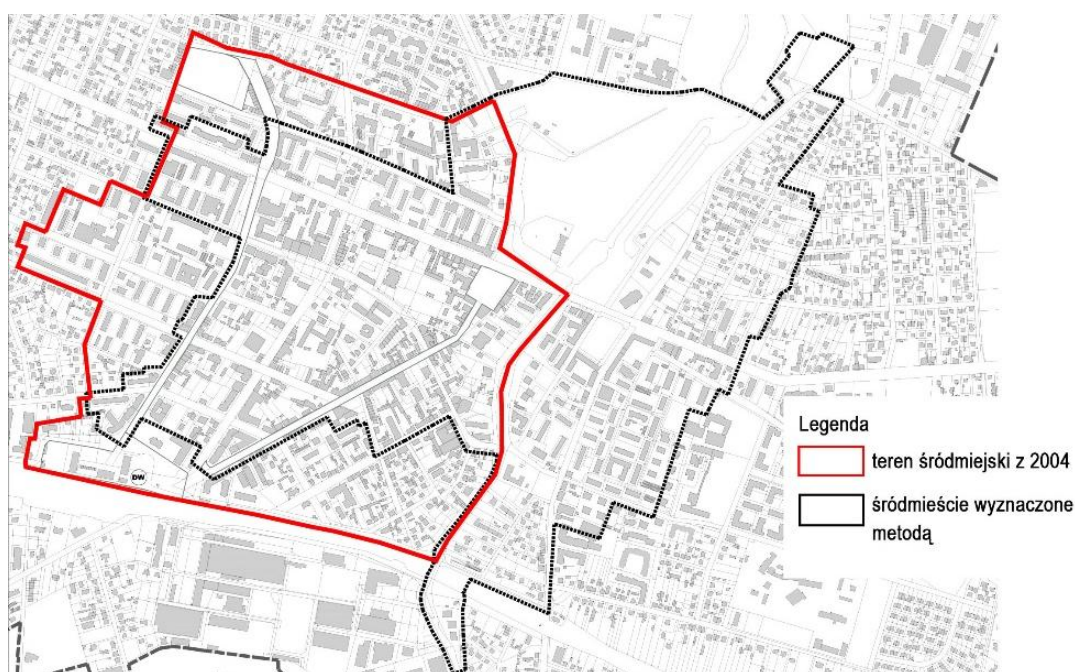 DW
Legenda
teren śródmiejski z 2004
śródmieście wyznaczone
metodą